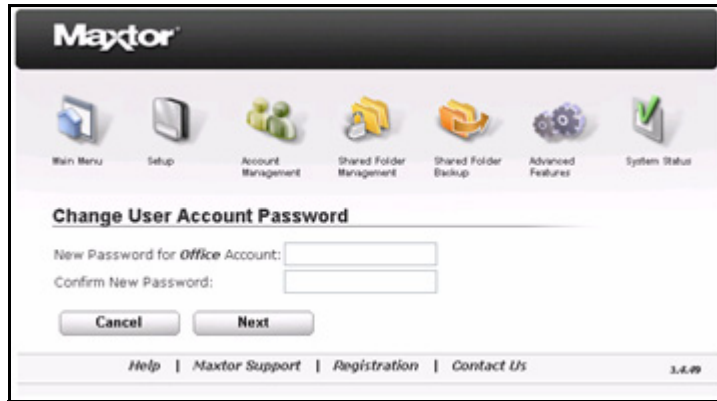 Maxtor
Main Menu
Setup
Account Management
Shared Folder Management
Shared Folder Backup
Advanced Features
System Status
Change User Account Password
New Password for Office Account:
Confirm New Password:
Cancel Next
Help | Maxtor Support | Registration | Contact Us
3.4.49